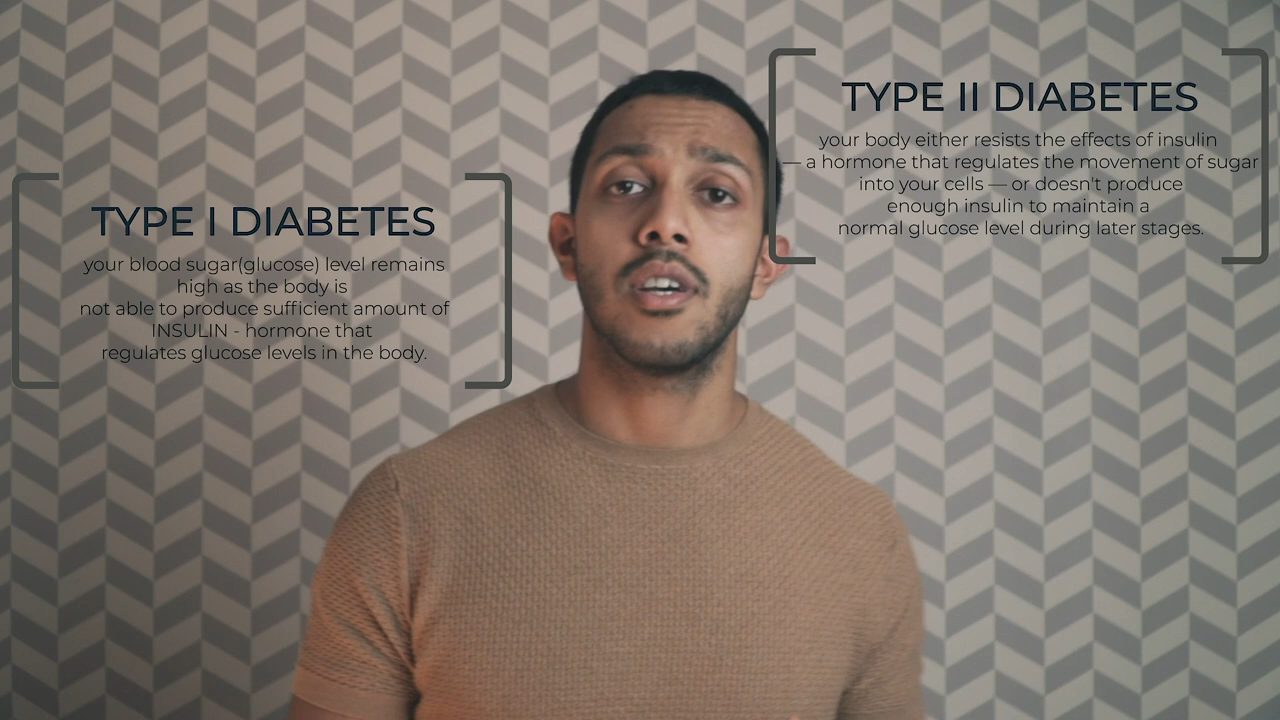 TYPE I DIABETES
your blood sugar(glucose) level remains
high as the body is
not able to produce sufficient amount of
INSULIN - hormone that
regulates glucose levels in the body.
TYPE II DIABETES
your body either resists the effects of insulin
— a hormone that regulates the movement of sugar
into your cells — or doesn't produce
enough insulin to maintain a
normal glucose level during later stages.